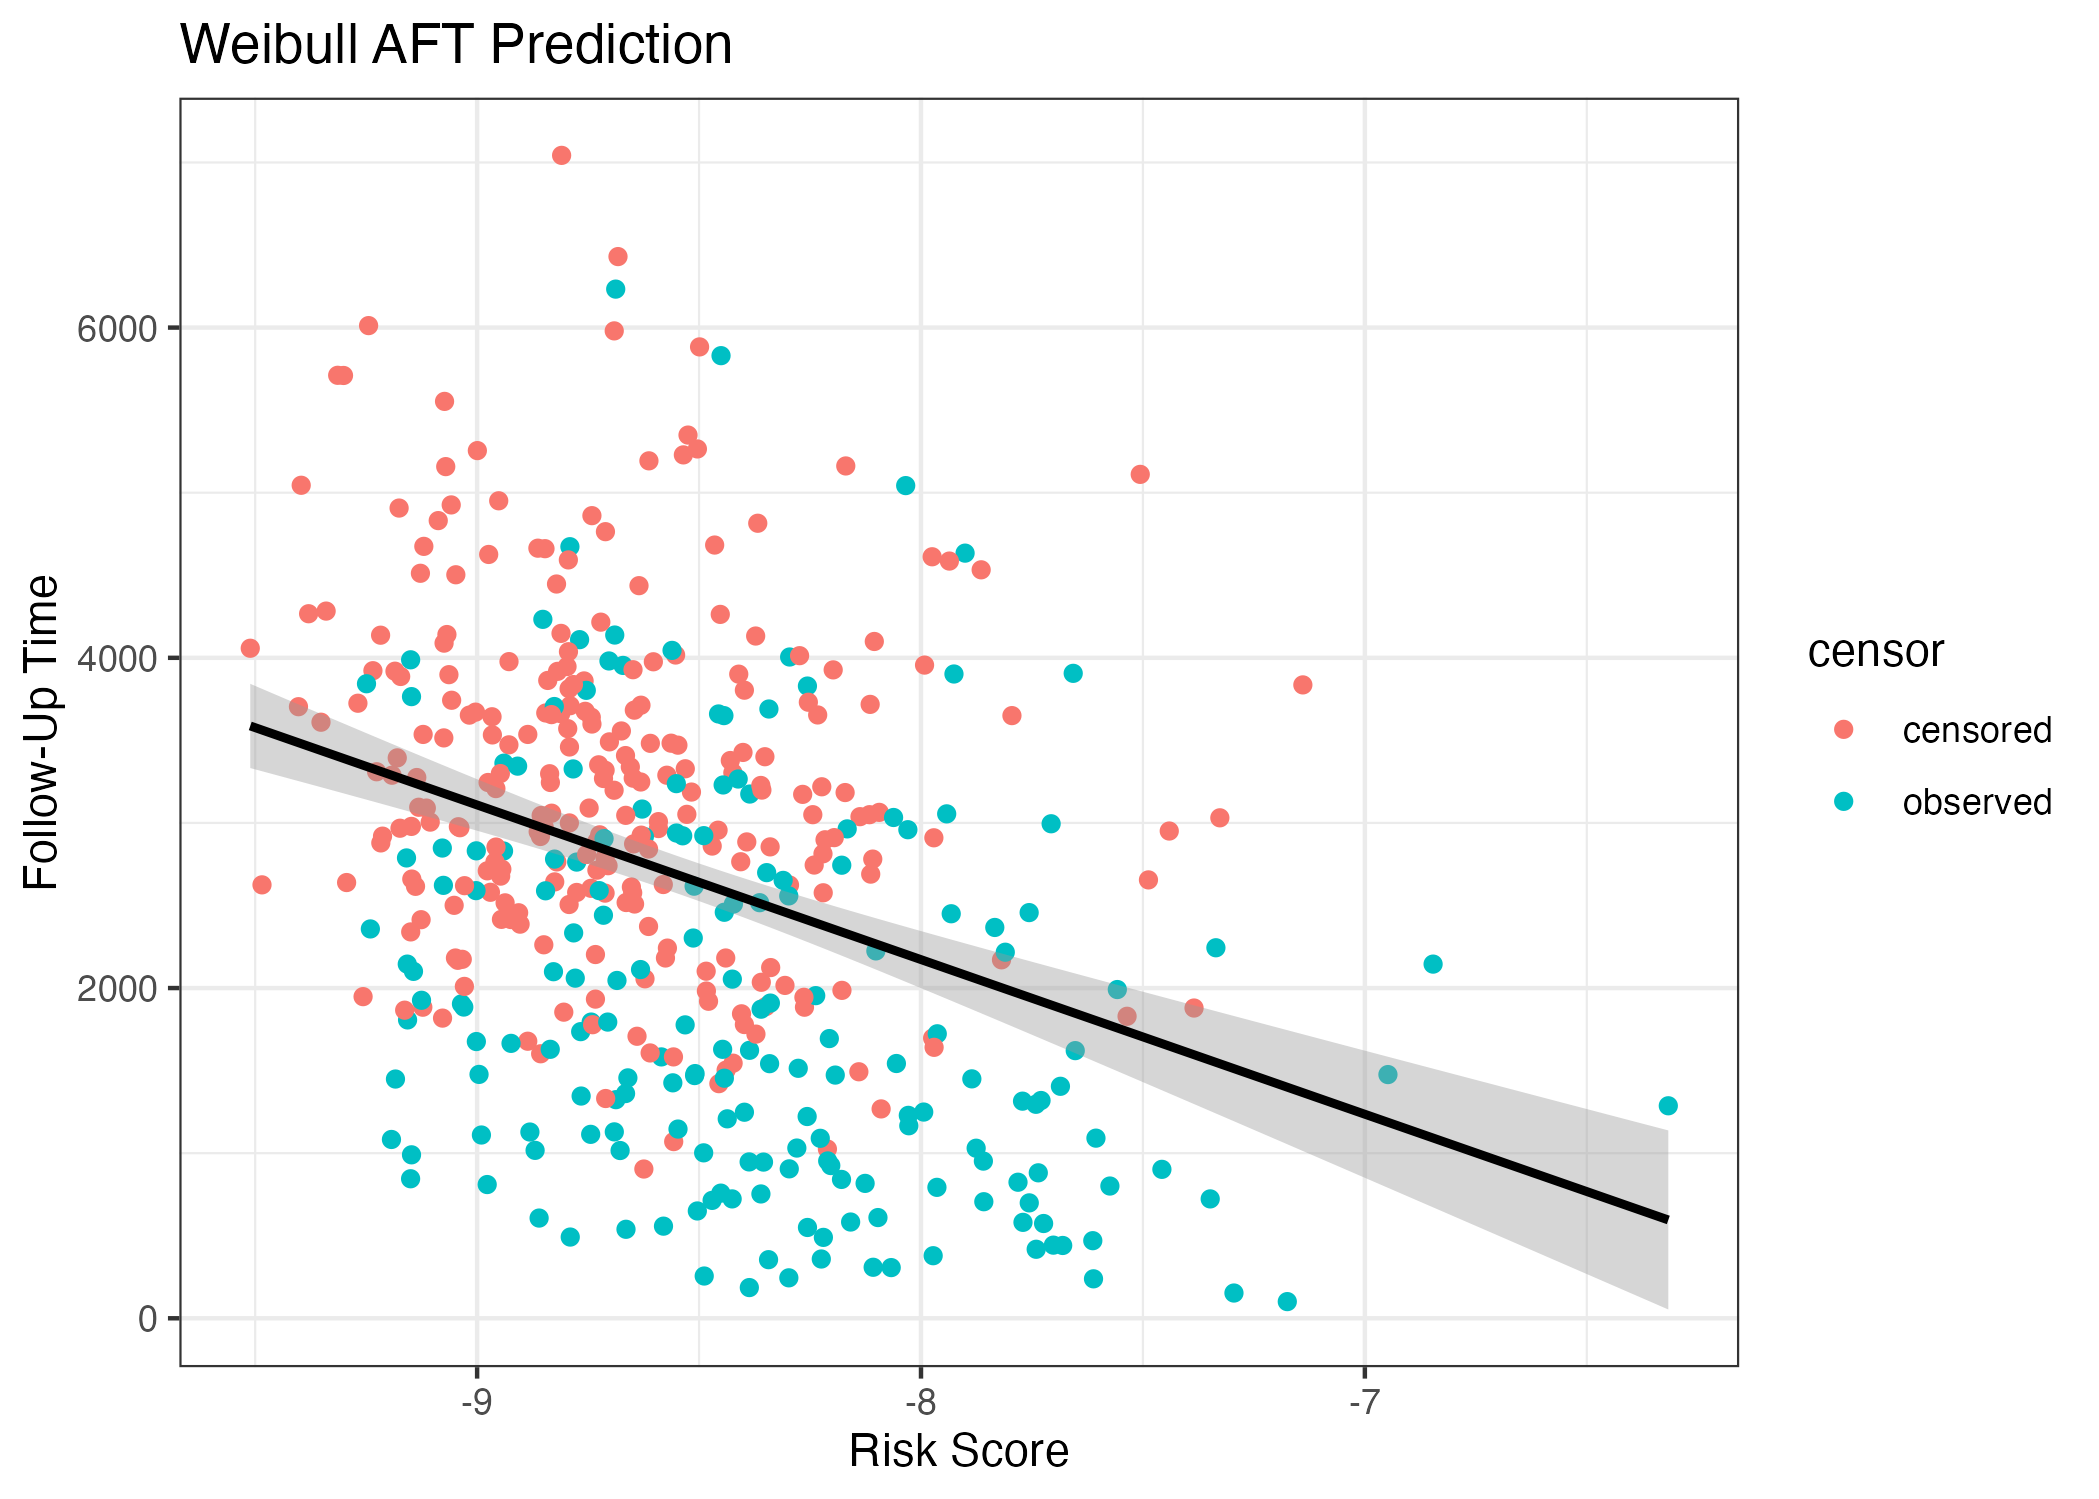 Weibull AFT Prediction
Follow-Up Time
6000
4000
2000
0
-9
-8
-7
Risk Score
censor
censored
observed